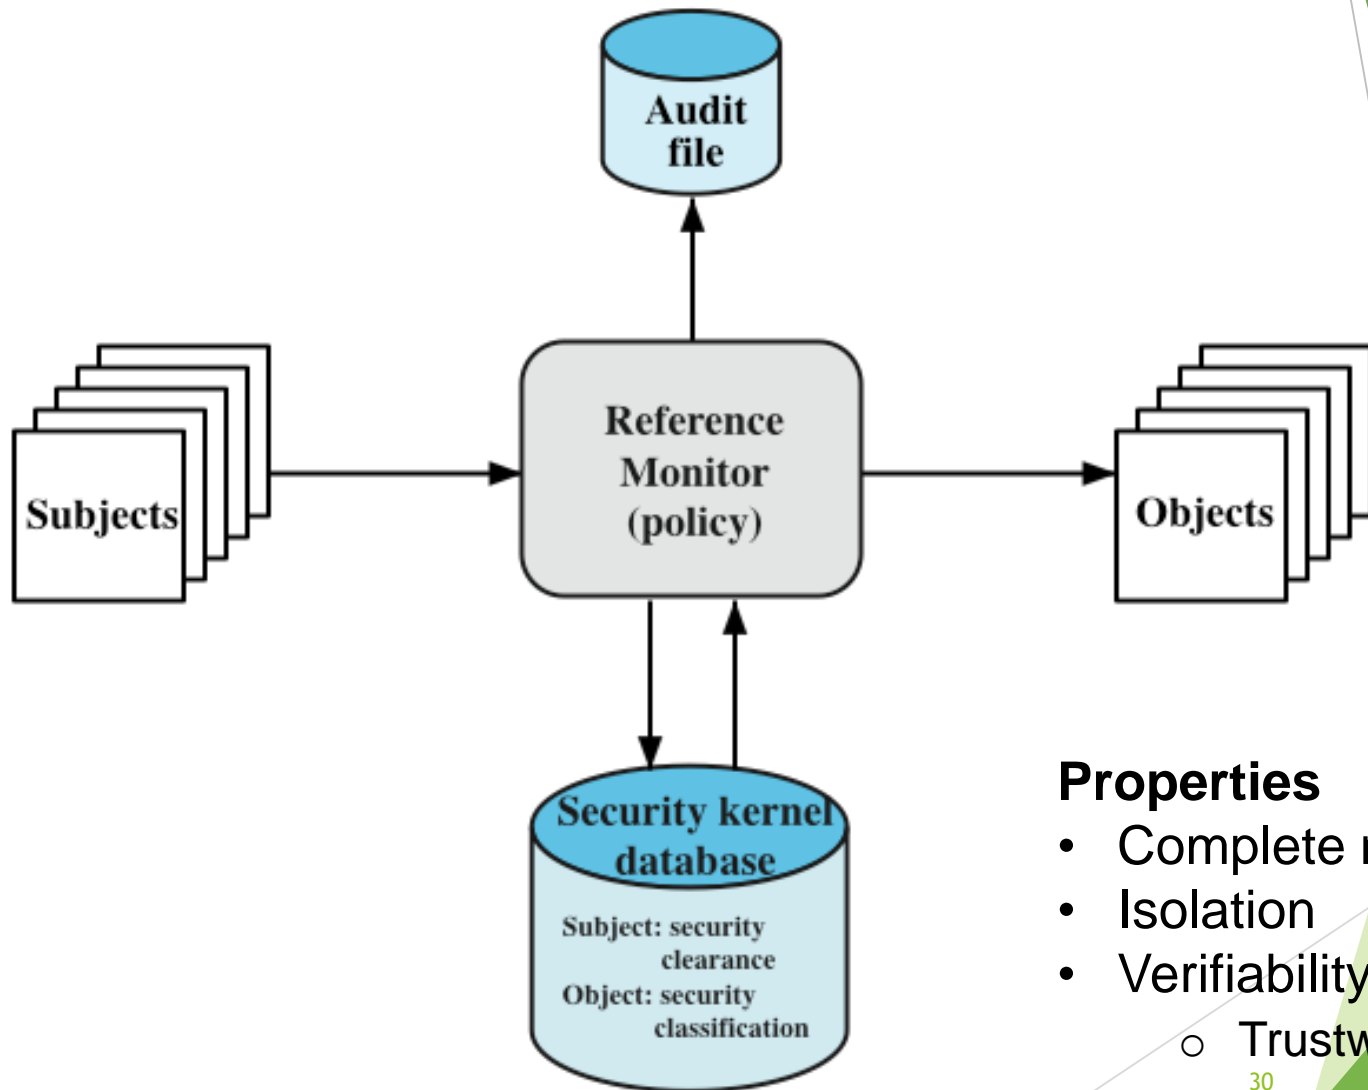 Audit
file
Subjects
Reference
Monitor
(policy)
Objects
Security kernel
database
Subject: security
clearance
Object: security
classification
Properties
• Complete
• Isolation
• Verifiability
o
30